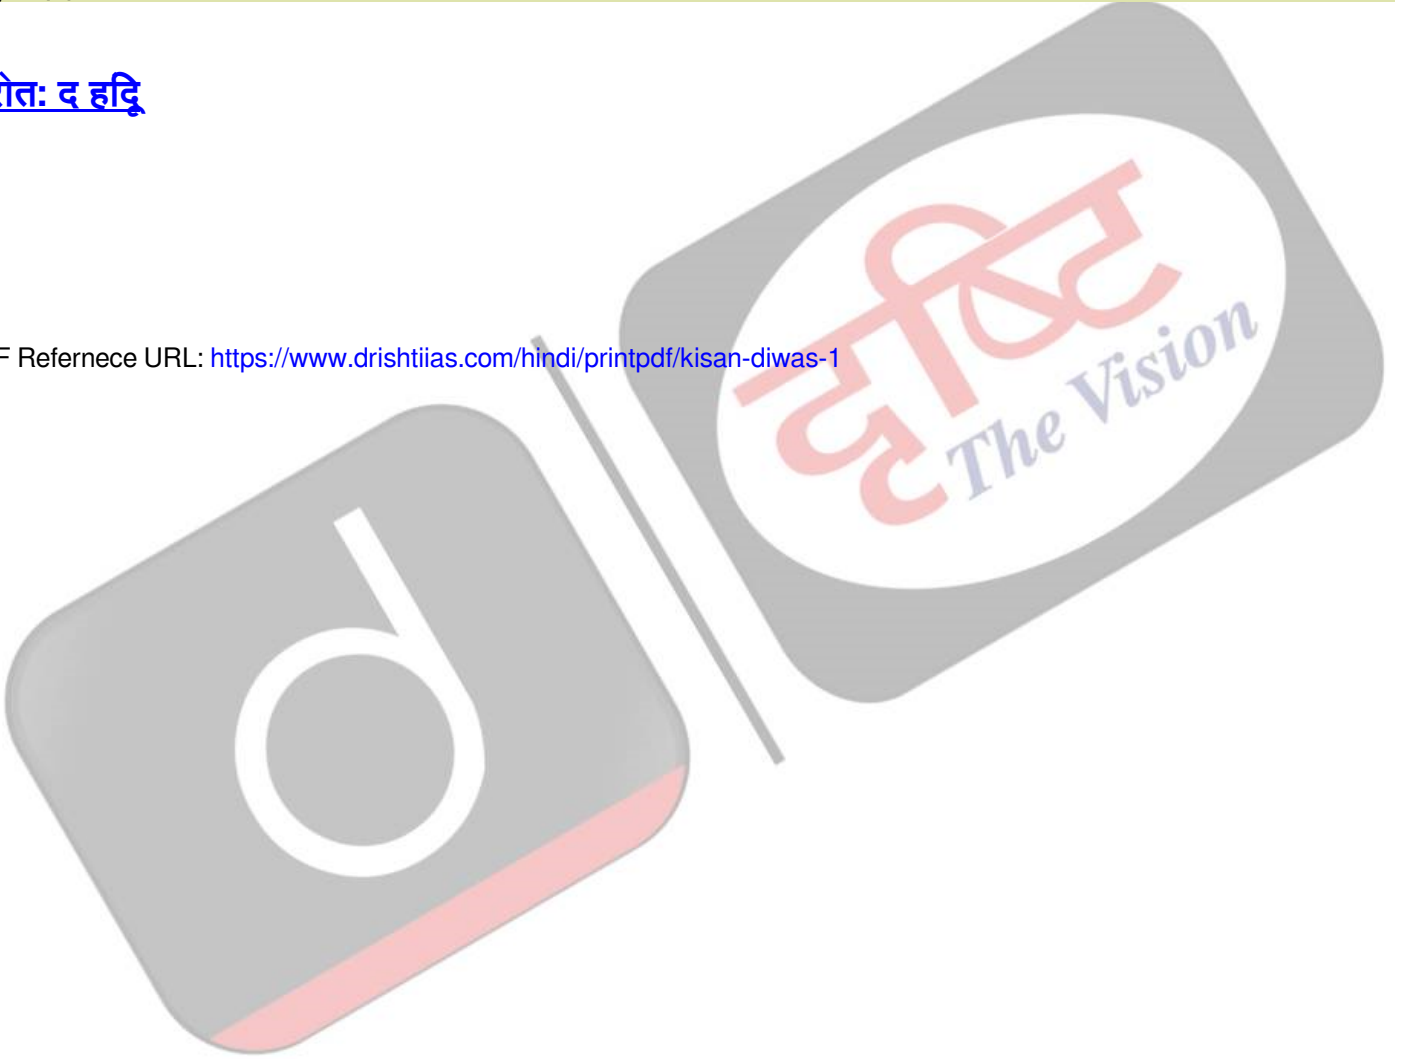 रोत: द हिंदू
F Refernece URL: https://www.drishtiias.com/hindi/printpdf/kisan-diwas-1
दृष्टि
The Vision
d